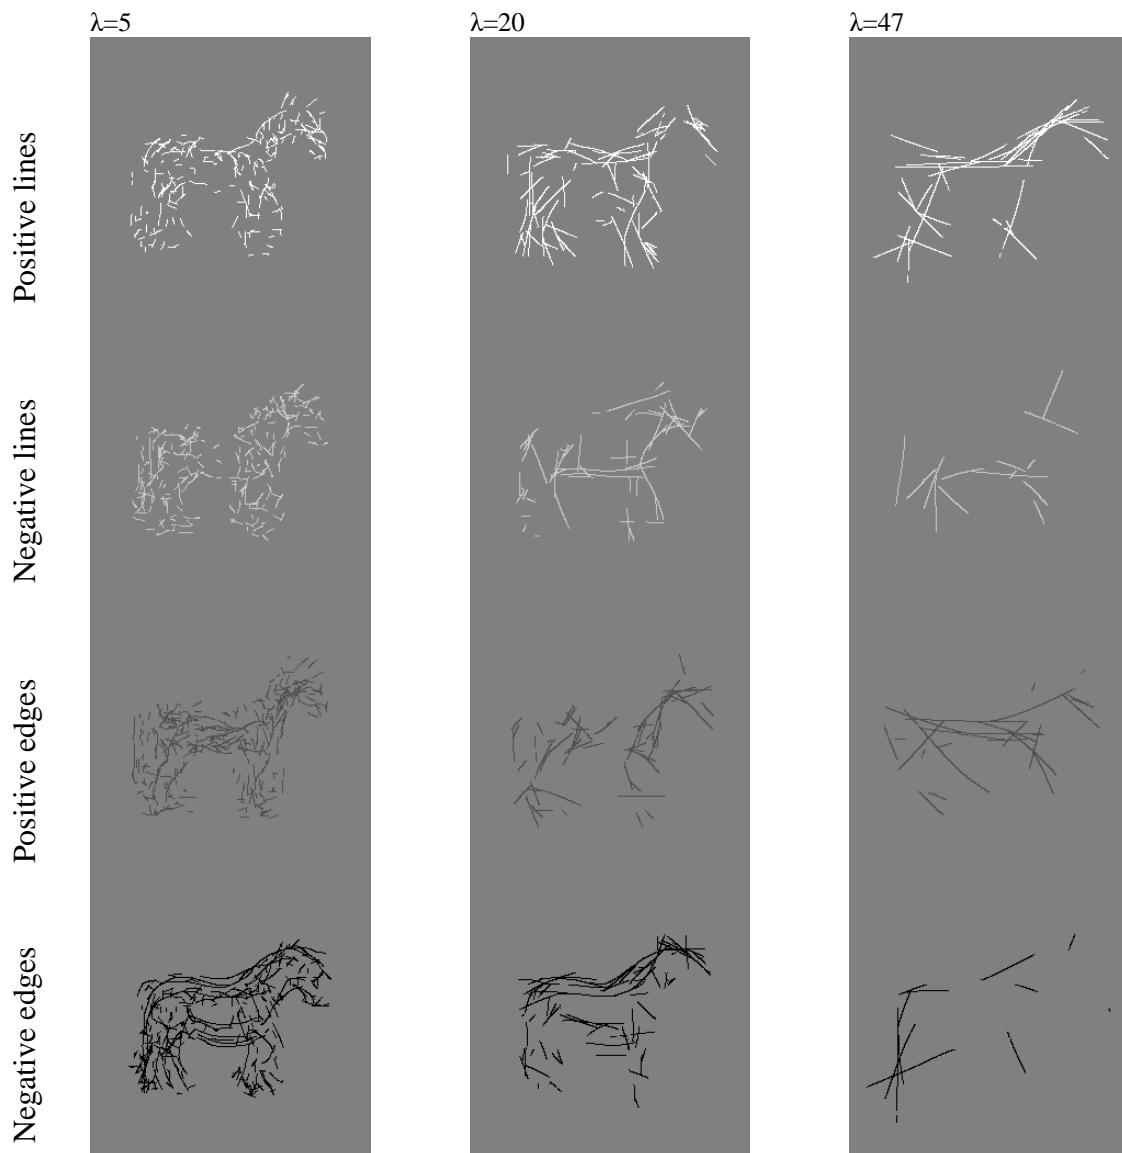 λ=5
λ=20
λ=47
Positive lines
Negative lines
Positive edges
Negative edges